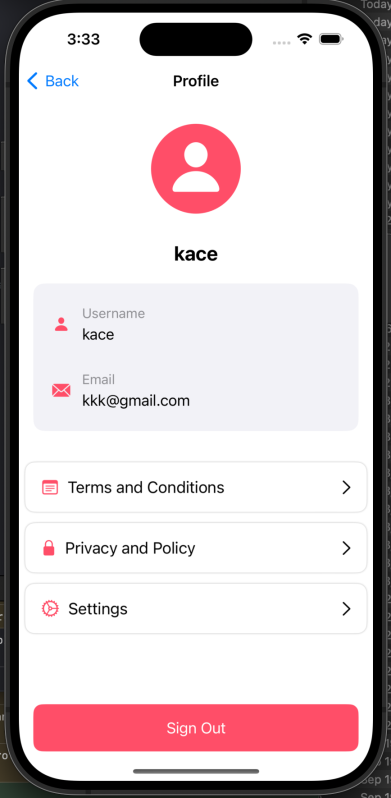 Today
3:33
Back
Profile
kace
Username
kace
Email
kkk@gmail.com
Terms and Conditions
Privacy and Policy
Settings
Sign Out